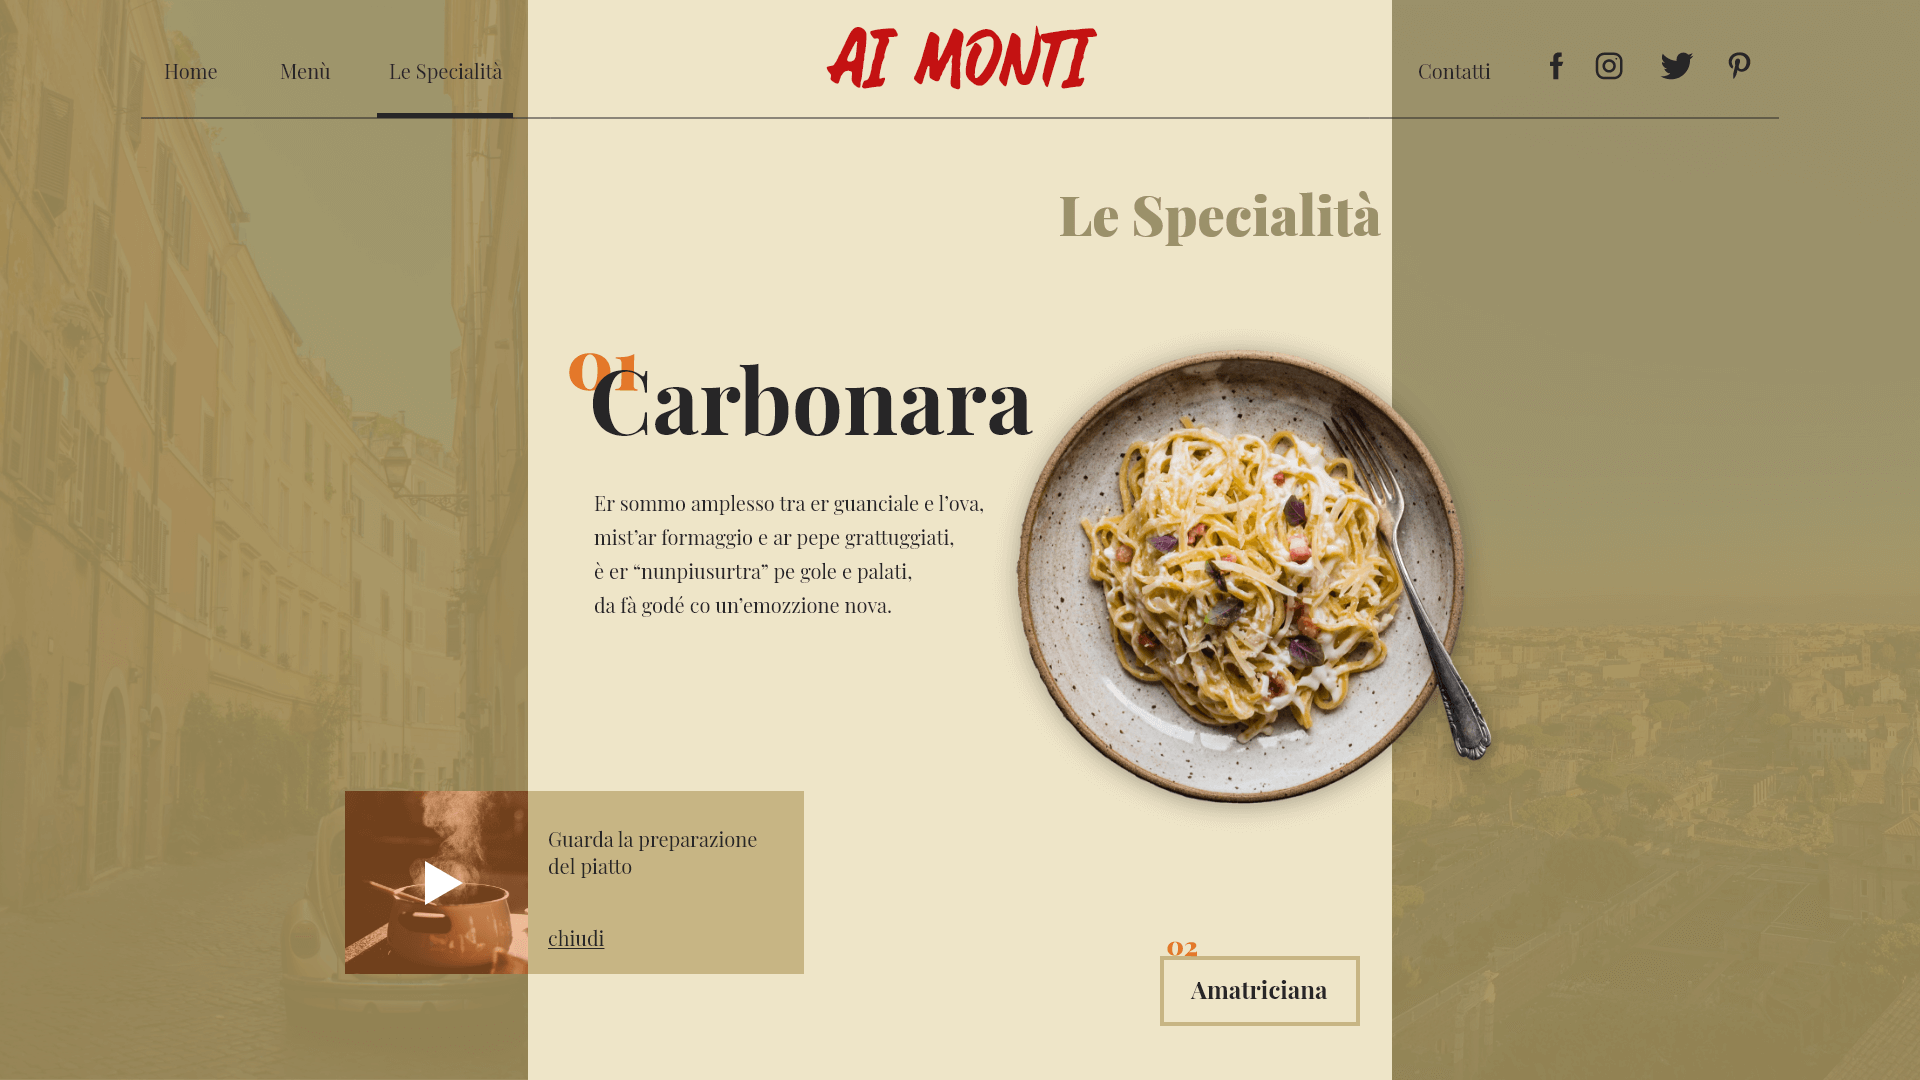 Home
Menù
Le Specialità
AI MONTI
Contatti
Le Specialità
01
Carbonara
Er sommo amplesso tra er guanciale e l’ova,
mist’ar formaggio e ar pepe grattuggiati,
è er “nunpiusurtra” pe gole e palati,
da fà godé co un’emozzione nova.
Guarda la preparazione
del piatto
chiudi
02
Amatriciana